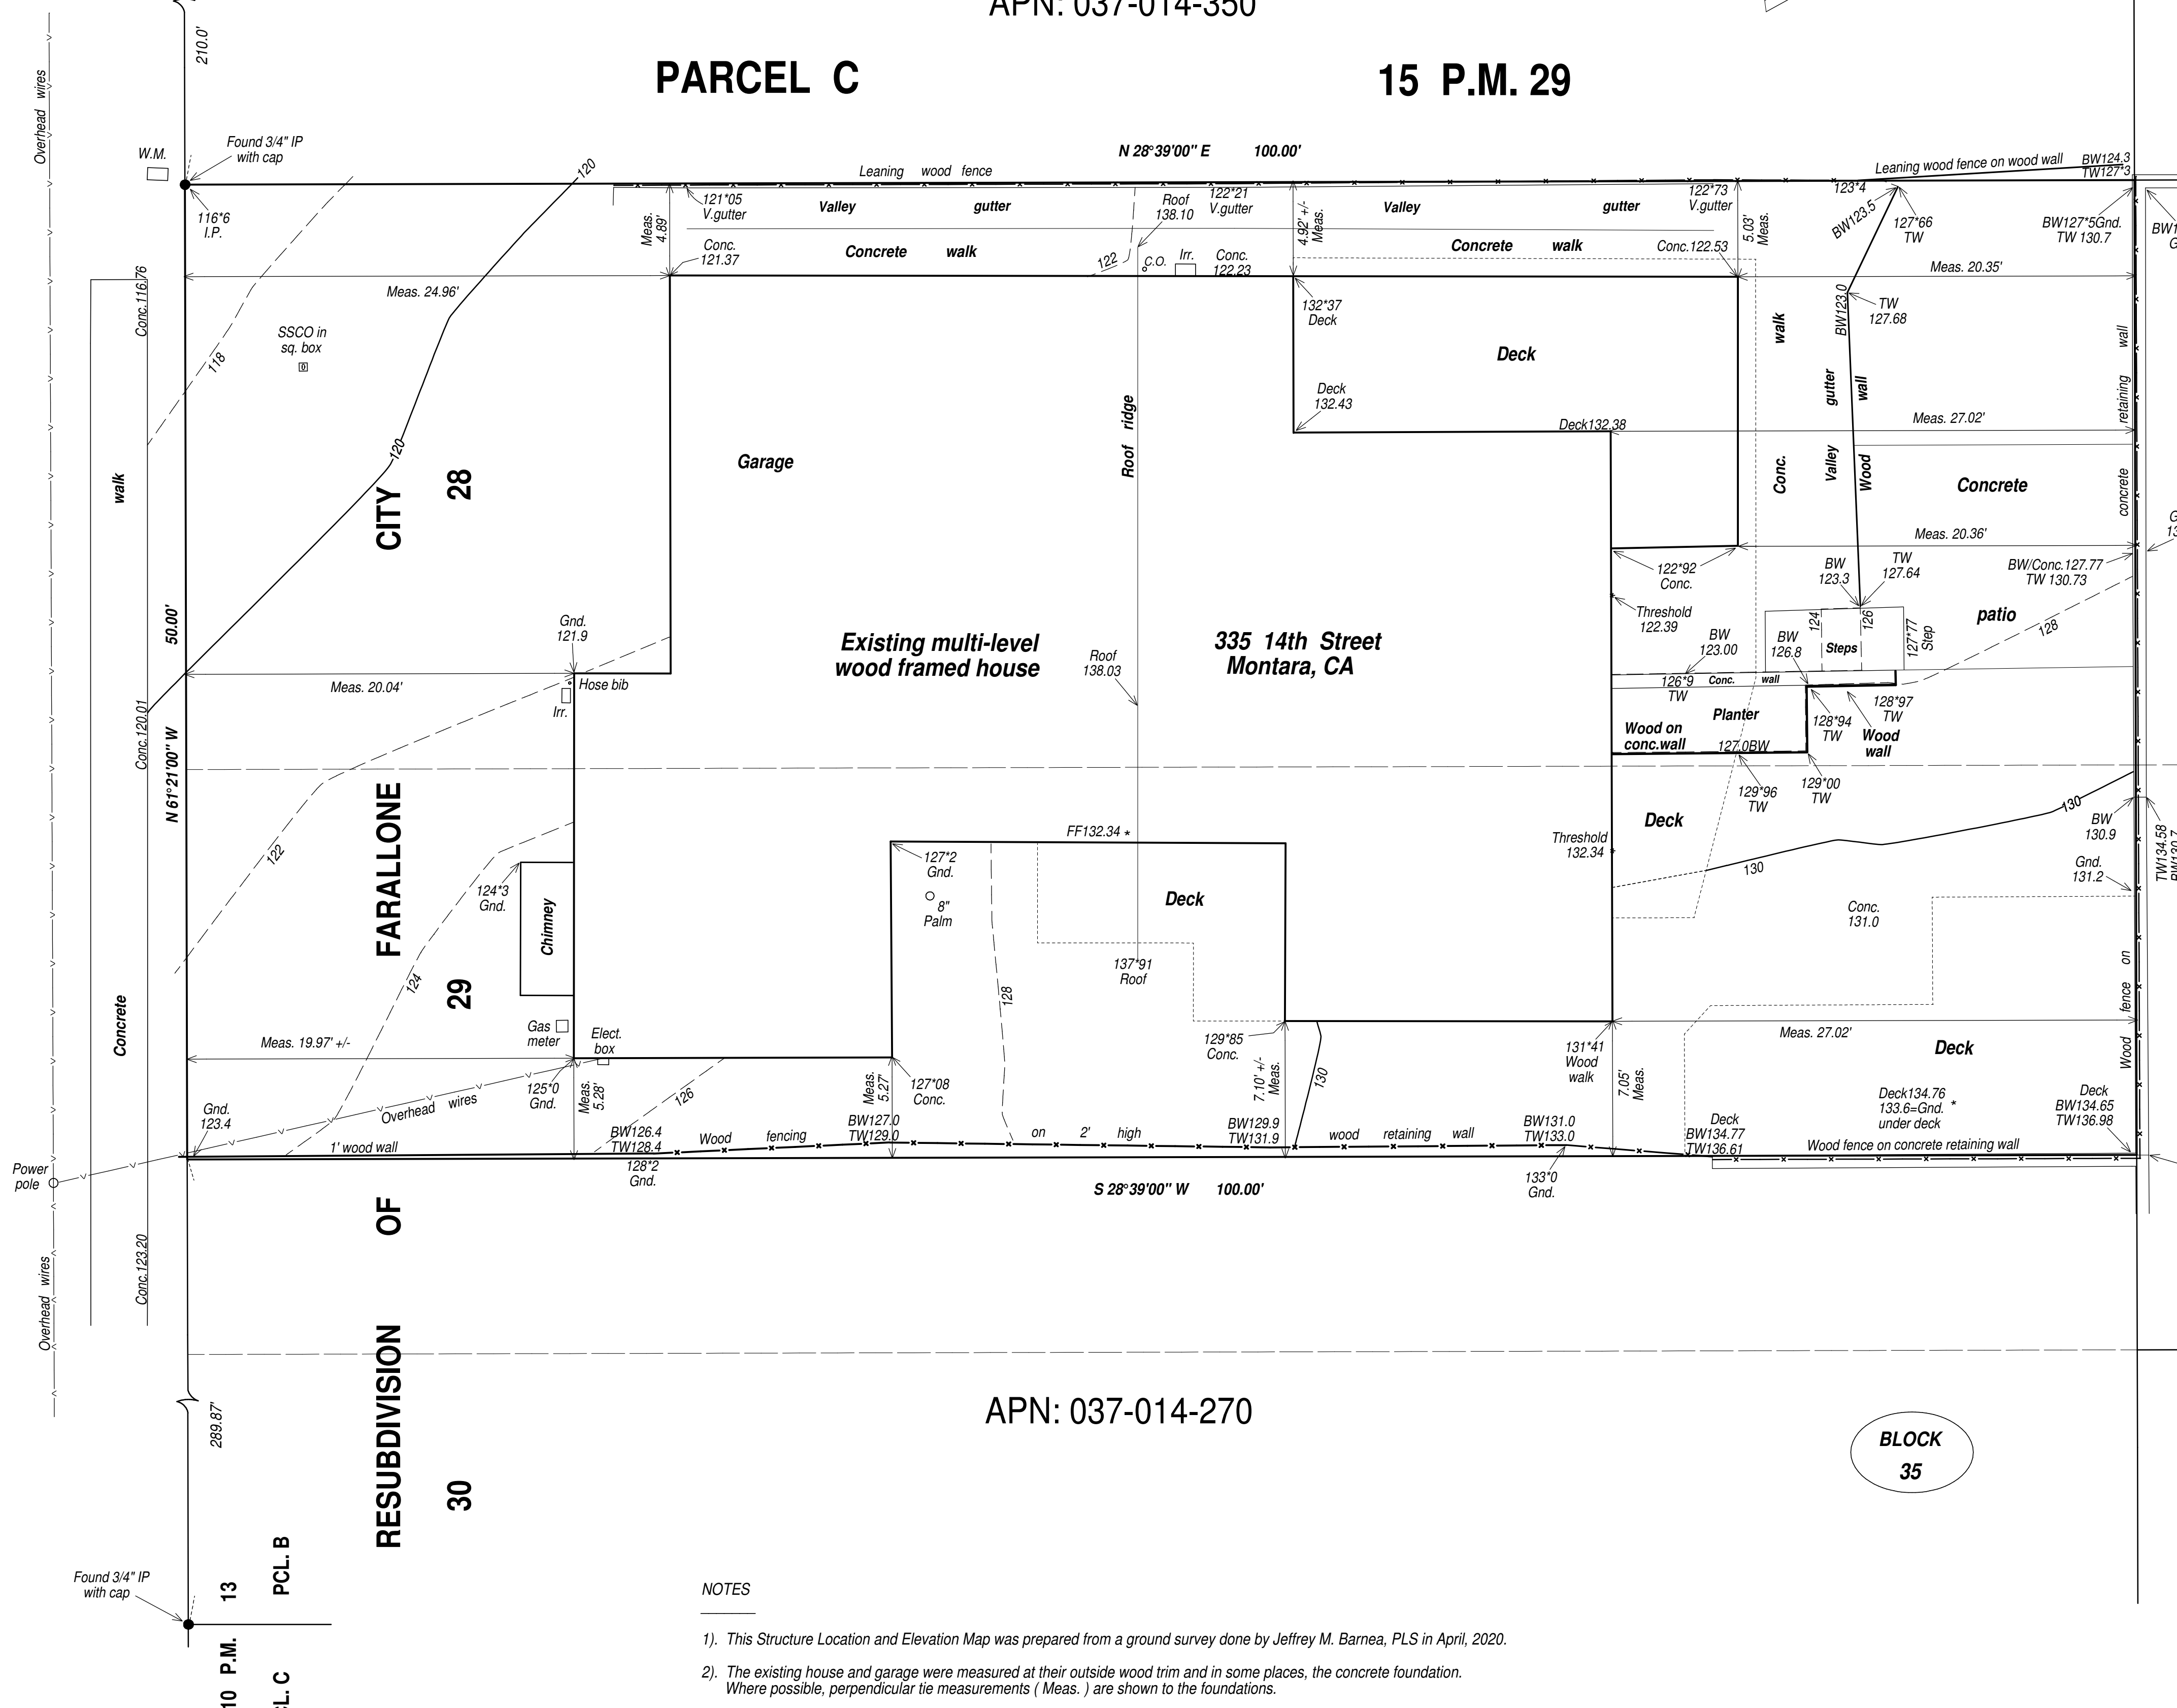 APN: 037-014-350
PARCEL C
15 P.M. 29
210.0'
Overhead wires
W.M.
Found 3/4" IP
with cap
120
N 28°39'00" E 100.00'
Leaning wood fence
Leaning wood fence on wood wall
BW124.3
TW127*3
116*6
I.P.
121*05
V.gutter
Valley gutter
Roof
138.10
122*21
V.gutter
Valley gutter
122*73
V.gutter
123*4
BW123.5
127*66
TW
BW127*5Gnd.
TW 130.7
Meas.
4.89'
4.92' +/-
Meas.
5.03'
Meas.
Conc.
121.37
Concrete walk
122
C.O.
Irr.
Conc.
122.23
Concrete walk
Conc.122.53
Meas. 20.35'
Conc.116.76
Meas. 24.96'
132*37
Deck
BW123.0
TW
127.68
SSCO in
sq. box
118
Deck
walk
Conc.
Valley gutter
Wood wall
Deck
132.43
Deck132.38
Meas. 27.02'
120
Garage
Roof ridge
walk
CITY
28
Concrete
Wood fence on concrete retaining wall
Meas. 20.36'
122*92
Conc.
BW
123.3
TW
127.64
BW/Conc.127.77
TW 130.73
Threshold
122.39
124
126
Steps
127*77
Step
patio
128
N 61°21'00" W 50.00'
Gnd.
121.9
Existing multi-level
wood framed house
335 14th Street
Montara, CA
BW
123.00
BW
126.8
Roof
138.03
Meas. 20.04'
Hose bib
Irr.
126*9
TW
Conc. wall
Planter
128*94
TW
128*97
TW
Wood
wall
Wood on
conc.wall
127.0BW
Conc.120.01
129*96
TW
129*00
TW
130
BW
130.9
TW134.58
FARALLONE
122
Deck
FF132.34 *
Threshold
132.34
130
Gnd.
131.2
127*2
Gnd.
8"
Palm
Deck
124*3
Gnd.
Chimney
Conc.
131.0
124
29
128
137*91
Roof
Concrete
Gas
meter
Elect.
box
Meas. 19.97' +/-
129*85
Conc.
131*41
Wood
walk
Meas. 27.02'
Deck
125*0
Gnd.
Meas.
5.28'
Meas.
5.27'
127*08
Conc.
126
7.10' +/-
Meas.
130
7.05'
Meas.
Gnd.
123.4
Overhead wires
Deck134.76
133.6=Gnd. *
under deck
Deck
BW134.65
TW136.98
BW126.4
TW128.4
Wood fencing
BW127.0
TW129.0
on 2' high
BW129.9
TW131.9
wood retaining wall
BW131.0
TW133.0
Deck
BW134.77
TW136.61
Wood fence on concrete retaining wall
1' wood wall
Power
pole
128*2
Gnd.
133*0
Gnd.
S 28°39'00" W 100.00'
Conc.123.20
Overhead wires
RESUBDIVISION OF
30
289.87'
APN: 037-014-270
BLOCK
35
Found 3/4" IP
with cap
13
PCL. B
10 P.M.
NOTES
1). This Structure Location and Elevation Map was prepared from a ground survey done by Jeffrey M. Barnea, PLS in April, 2020.
2). The existing house and garage were measured at their outside wood trim and in some places, the concrete foundation.
Where possible, perpendicular tie measurements ( Meas. ) are shown to the foundations.